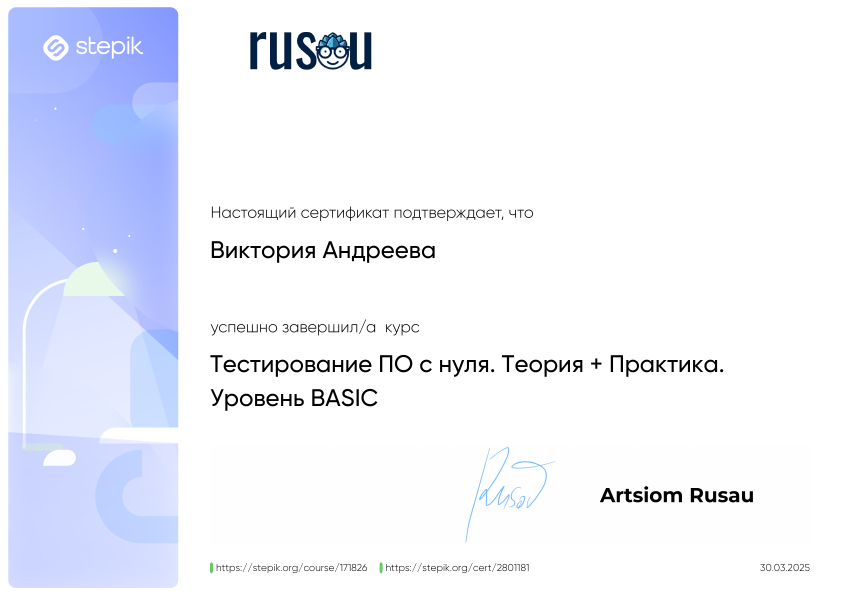 stepik
rusau
Настоящий сертификат подтверждает, что
Виктория Андреева
успешно завершил/а курс
Тестирование ПО с нуля. Теория + Практика.
Уровень BASIC
Rusau
Artsiom Rusau
https://stepik.org/course/171826 https://stepik.org/cert/2801181 30.03.2025